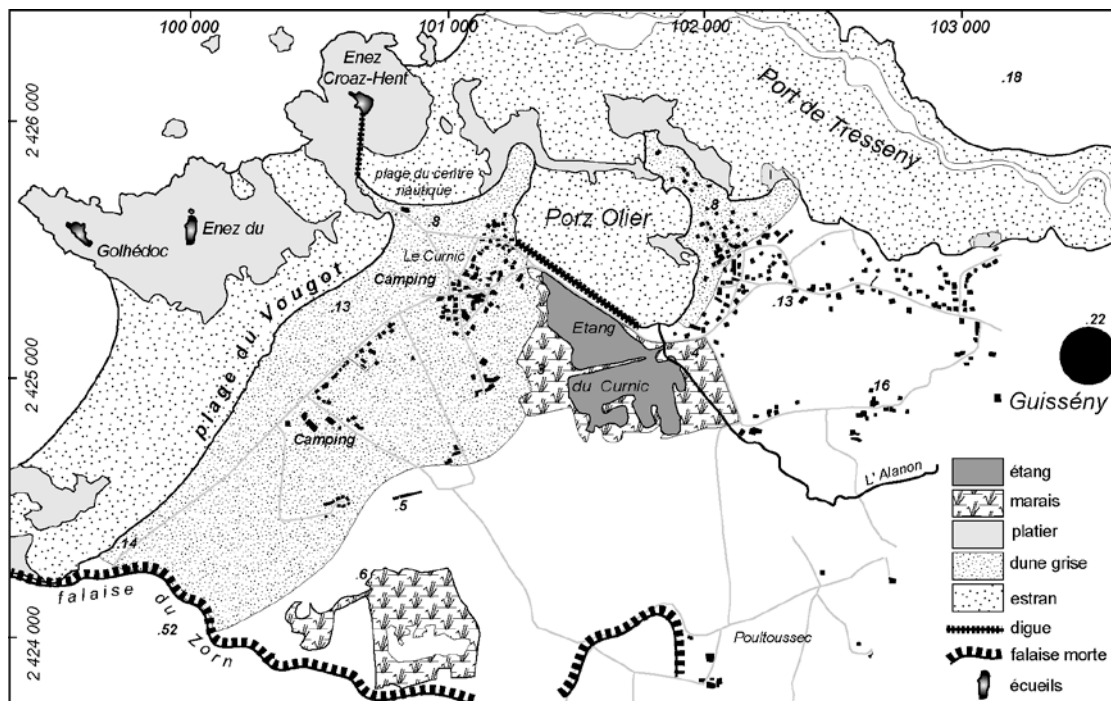 100 000
101 000
102 000
103 000
2 426 000
2 425 000
2 424 000
Enez
Croaz-Hent
.18
Port de Tresseny
plage du centre
nautique
.8
.8
Porz Olier
Enez du
Golhédoc
Le Curnic
Camping
plage du Vougot
.13
.13
Etang
du Curnic
3
4
.22
.16
Guissény
Camping
L' Alanon
.5
.14
.6
falaise du Zorn
.52
Poultoussec
étang
marais
platier
dune grise
estran
digue
falaise morte
écueils